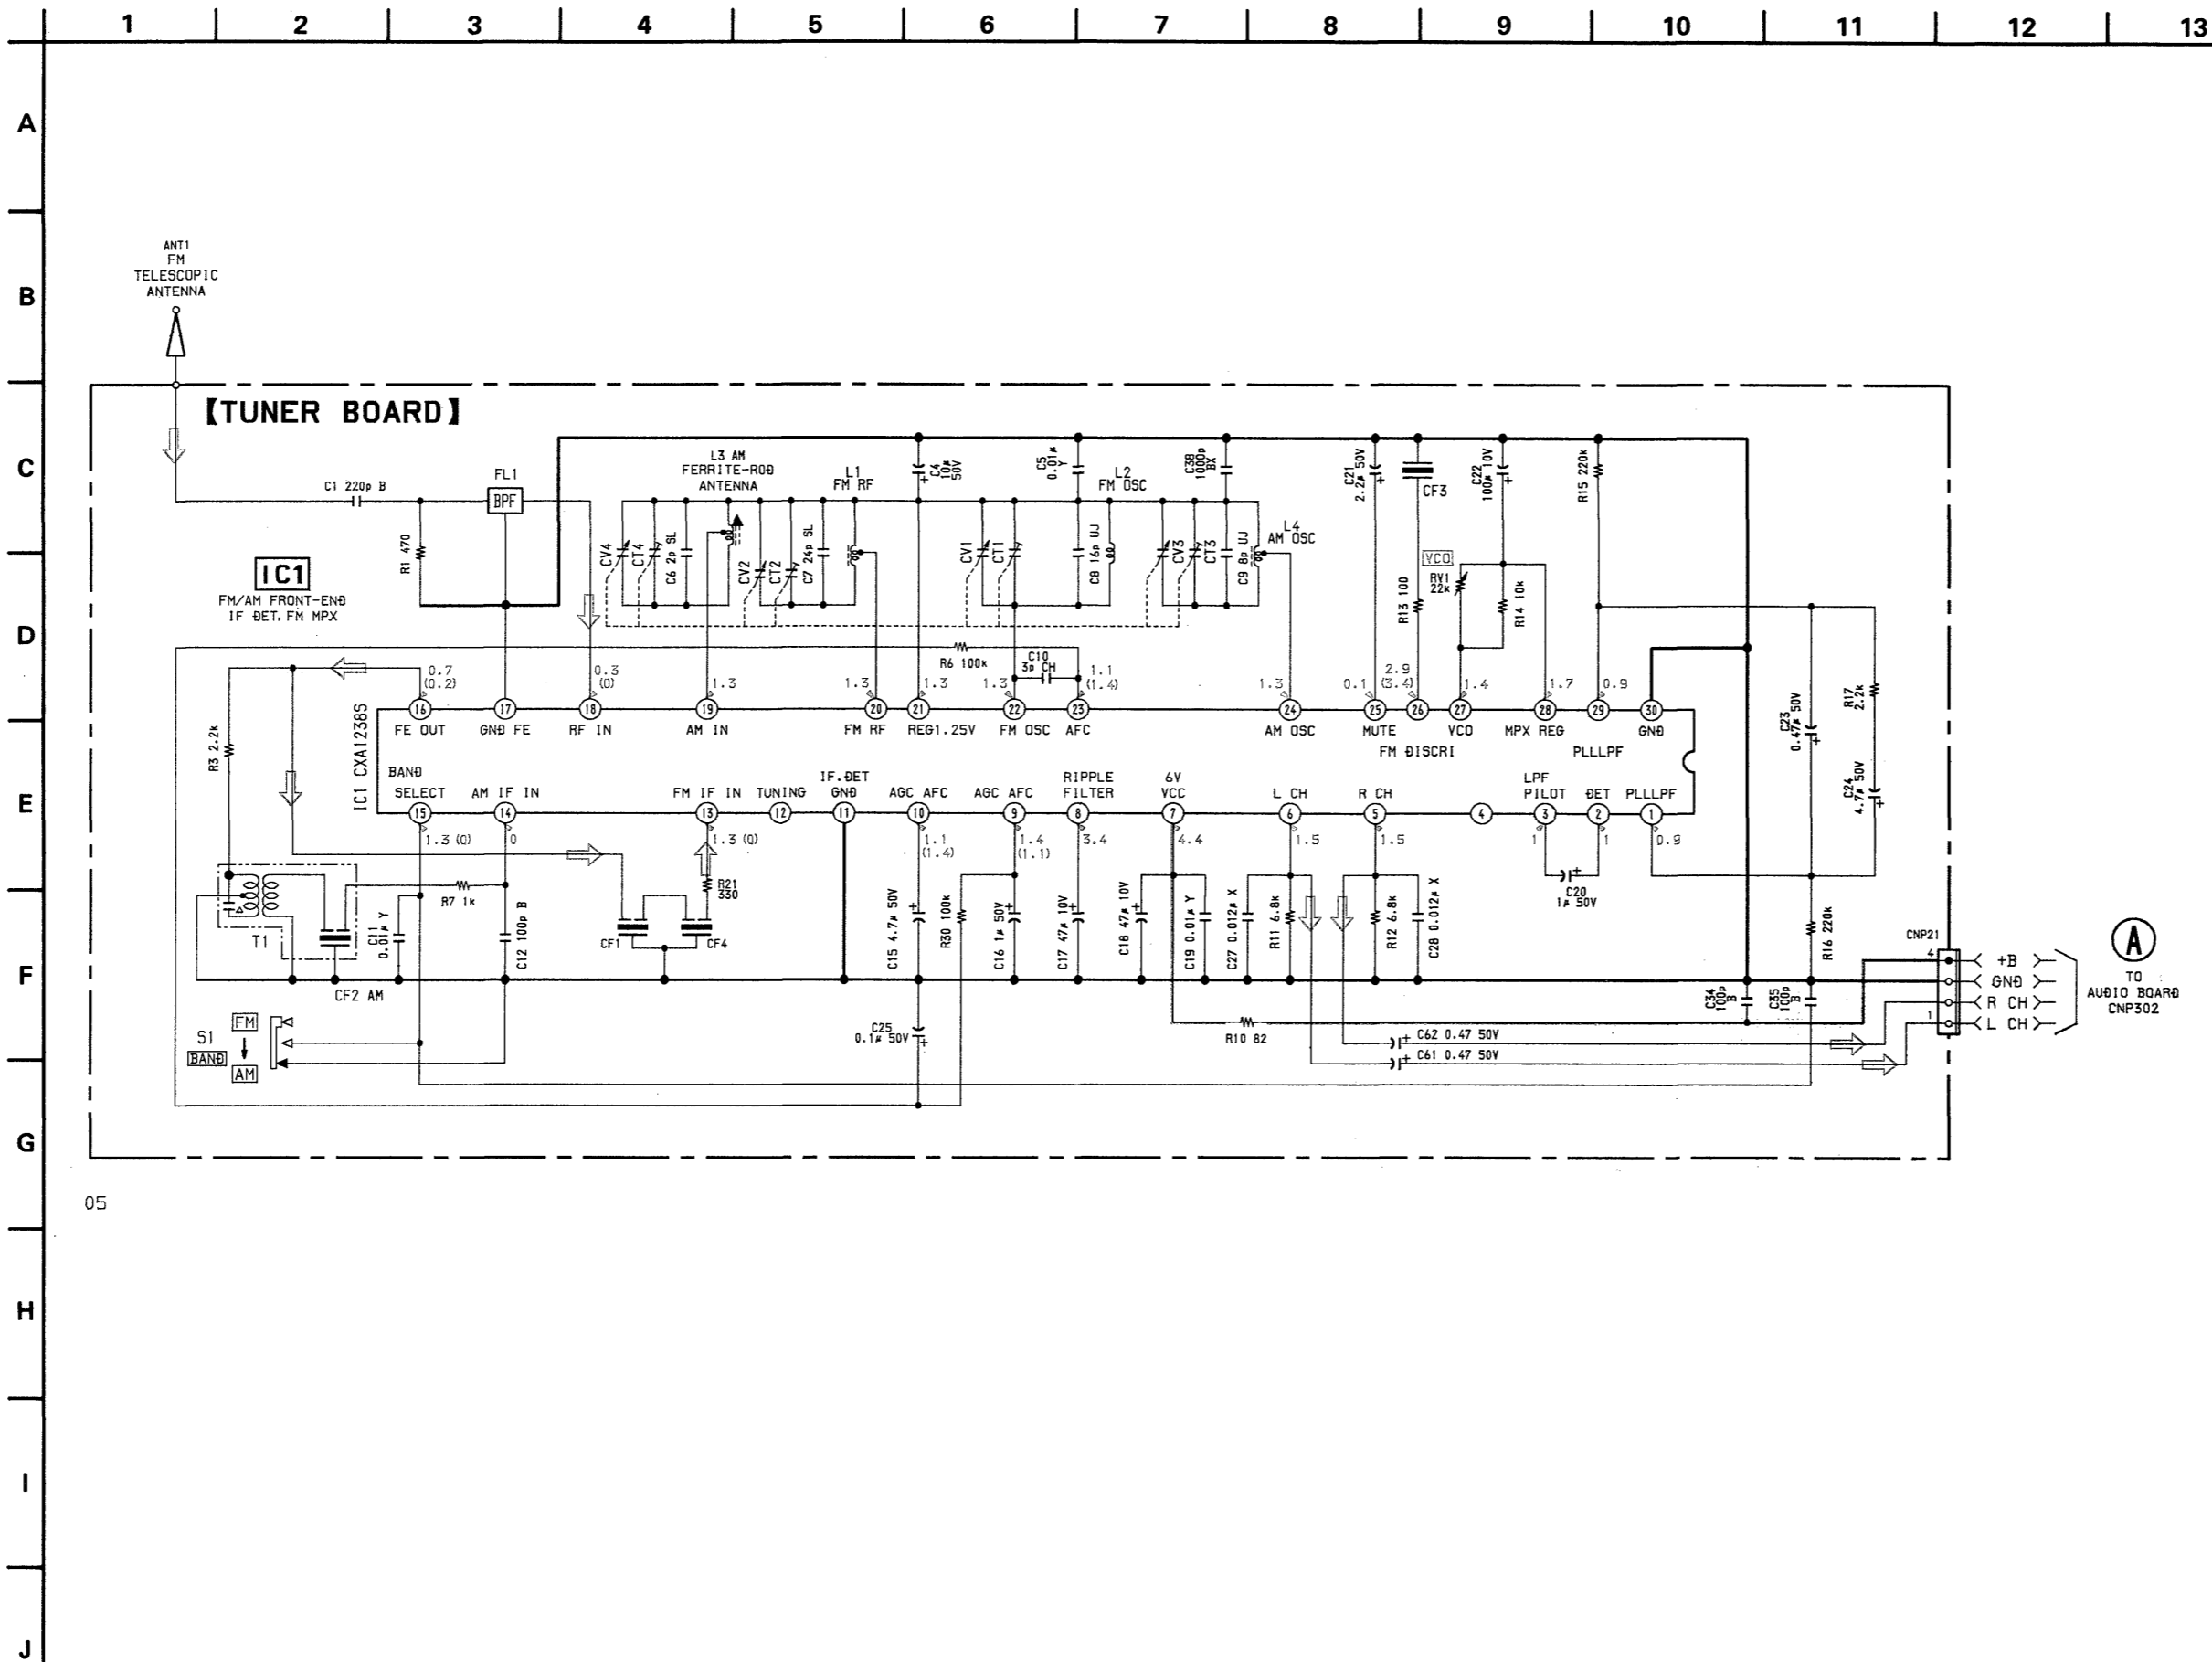 1 2 3 4 5 6 7 8 9 10 11 12 13
A
B
C
D
E
F
G
H
I
J
ANT1
FM
TELESCOPIC
ANTENNA
【TUNER BOARD】
C1 220p B
FL1
BPF
R1 470
IC1
FM/AM FRONT-END
IF DET, FM MPX
L3 AM
FERRITE-ROD
ANTENNA
L1
FM RF
C4
10μ
50V
C5
0.01μ
Y
L2
FM OSC
C38
1000p
BX
C21
2.2μ 50V
CF3
C22
100μ 10V
R15 220k
CV4
CT4
C6 2p SL
CV2
CT2
C7 24p SL
CV1
CT1
C8 16p UJ
CV3
CT3
C9 8p UJ
L4
AM OSC
R13 100
VCO
RV1
22k
R14 10k
R6 100k
C10
3p CH
0.7
(0.2)
0.3
(0)
1.3
1.3
1.3
1.3
1.1
(1.4)
1.3
0.1
2.9
(3.4)
1.4
1.7
0.9
16 17 18 19 20 21 22 23 24 25 26 27 28 29 30
FE OUT
GND FE
RF IN
AM IN
FM RF
REG1.25V
FM OSC
AFC
AM OSC
MUTE
FM DISCRI
VCO
MPX REG
PLLLPF
GND
IC1 CXA1238S
R3 2.2k
C23
0.47μ 50V
R17
2.2k
C24
4.7μ 50V
BAND
SELECT
AM IF IN
FM IF IN
TUNING
IF.DET
GND
AGC AFC
AGC AFC
RIPPLE
FILTER
6V
VCC
L CH
R CH
LPF
PILOT
DET
PLLLPF
15 14 13 12 11 10 9 8 7 6 5 4 3 2 1
1.3 (0)
0
1.3 (0)
1.1
(1.4)
1.4
(1.1)
3.4
4.4
1.5
1.5
1
1
0.9
T1
R7 1k
C11
0.01μ Y
C12 100p B
R21
330
CF1
CF4
C15 4.7μ 50V
R30 100k
C16 1μ 50V
C17 47μ 10V
C18 47μ 10V
C19 0.01μ Y
C27 0.012μ X
R11 6.8k
R12 6.8k
C28 0.012μ X
C20
1μ 50V
R16 220k
CF2 AM
S1
BAND
FM
AM
C25
0.1μ 50V
R10 82
C34
100p
B
C35
100p
B
C62 0.47 50V
C61 0.47 50V
CNP21
4
1
+B
GND
R CH
L CH
A
TO
AUDIO BOARD
CNP302
05